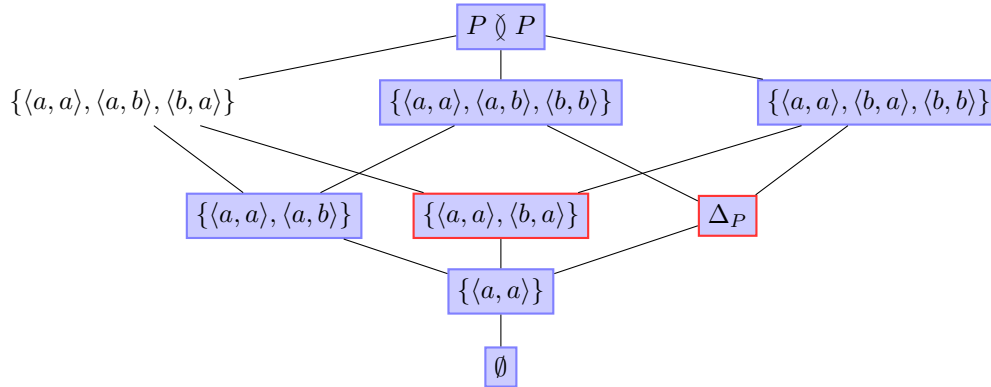 P ≬ P
{⟨a, a⟩, ⟨a, b⟩, ⟨b, a⟩} {⟨a, a⟩, ⟨a, b⟩, ⟨b, b⟩} {⟨a, a⟩, ⟨b, a⟩, ⟨b, b⟩}
{⟨a, a⟩, ⟨a, b⟩} {⟨a, a⟩, ⟨b, a⟩} Δ_P
{⟨a, a⟩}
∅